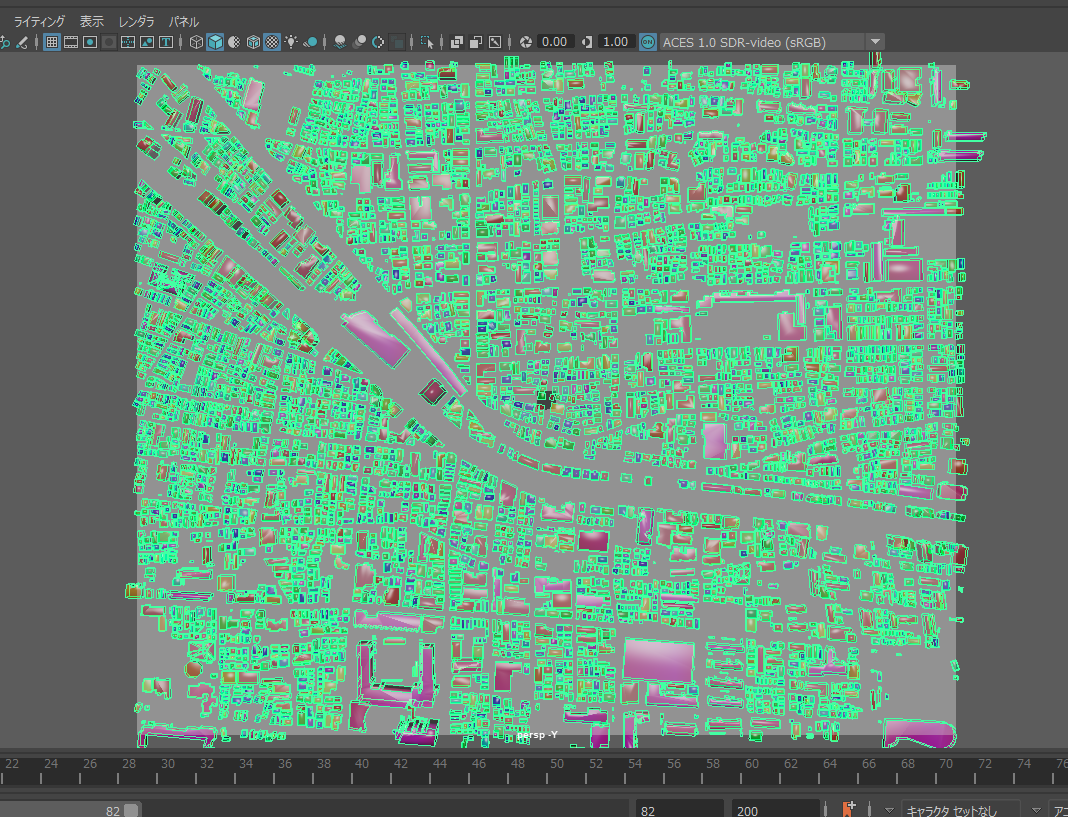 ライティング 表示 レンダラ パネル
0.00 1.00 ON ACES 1.0 SDR-video (sRGB)
persp -Y
22 24 26 28 30 32 34 36 38 40 42 44 46 48 50 52 54 56 58 60 62 64 66 68 70 72 74 76
82 82 200 キャラクタ セットなし アニ